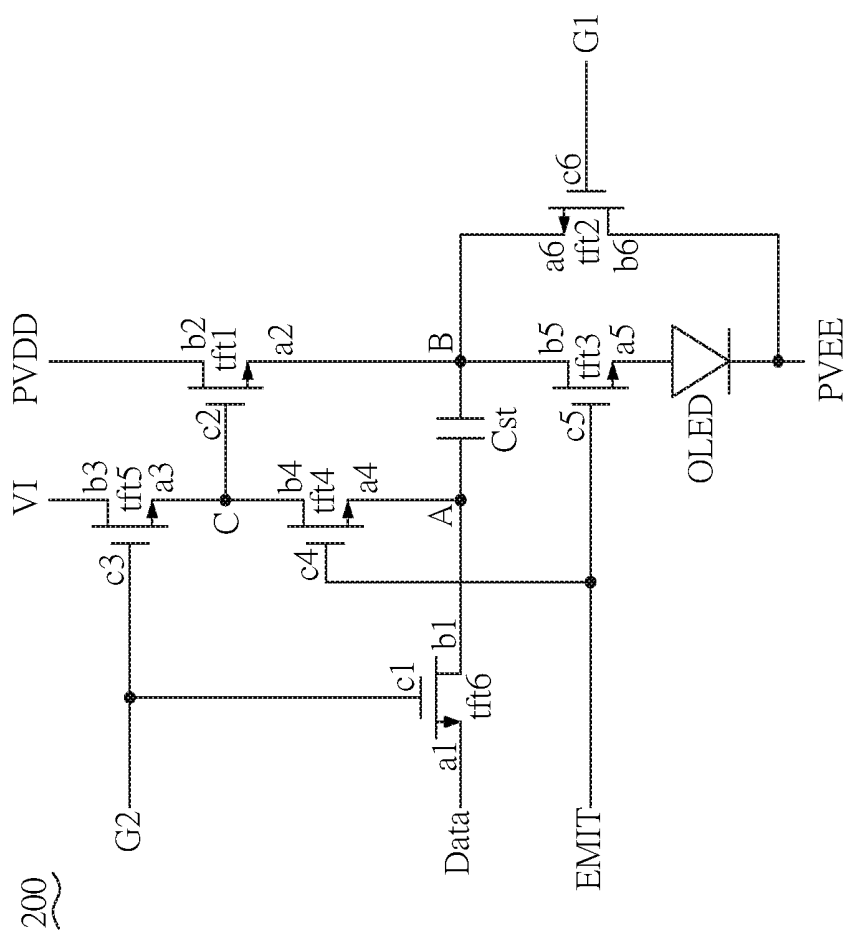 200
G2
Data
EMIT
VI
PVDD
G1
PVEE
c3
b3
tft5
a3
C
c2
b2
tft1
a2
b4
tft4
a4
c4
A
B
Cst
c1
a1
b1
tft6
c5
b5
tft3
a5
OLED
c6
a6
tft2
b6